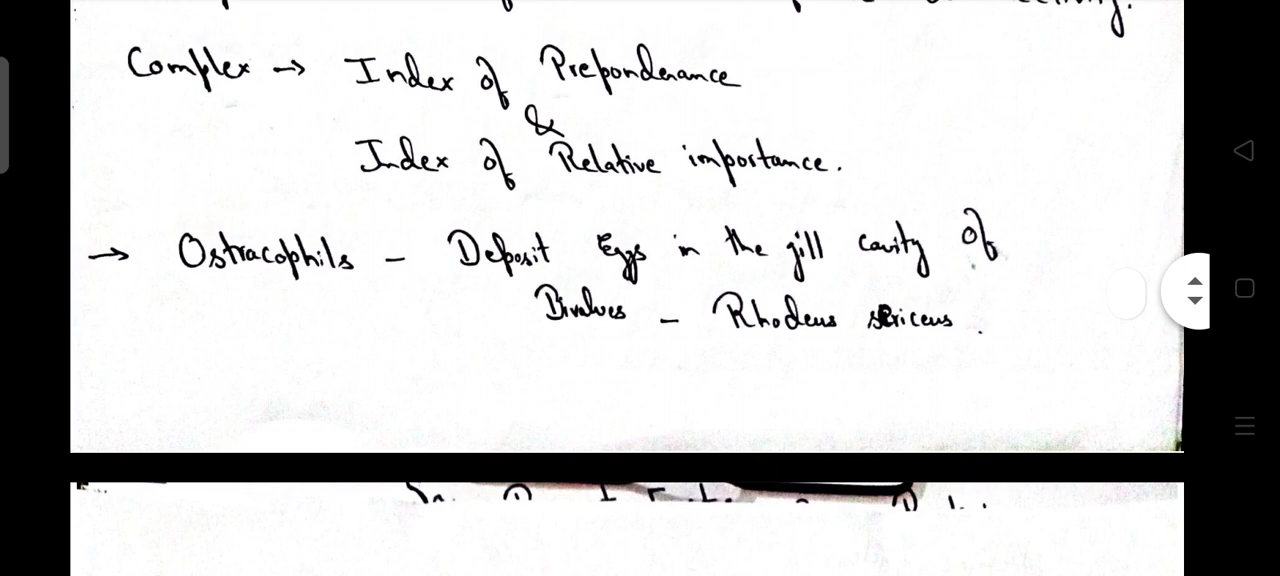 Complex → Index of Preponderance
&
Index of Relative importance.
→ Ostracophils - Deposit Eggs in the gill cavity of
Bivalves - Rhodeus sericeus.